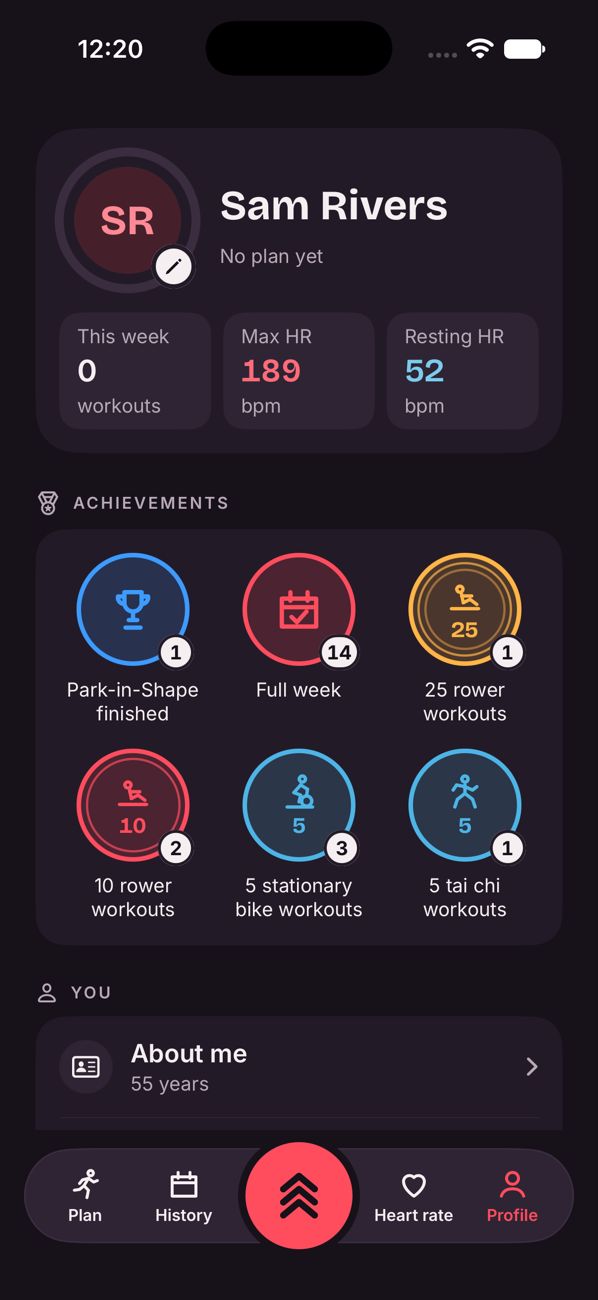 12:20
SR
Sam Rivers
No plan yet
This week
0
workouts
Max HR
189
bpm
Resting HR
52
bpm
ACHIEVEMENTS
1
Park-in-Shape
finished
14
Full week
25
1
25 rower
workouts
10
2
10 rower
workouts
5
3
5 stationary
bike workouts
5
1
5 tai chi
workouts
YOU
About me
55 years
Plan
History
Heart rate
Profile